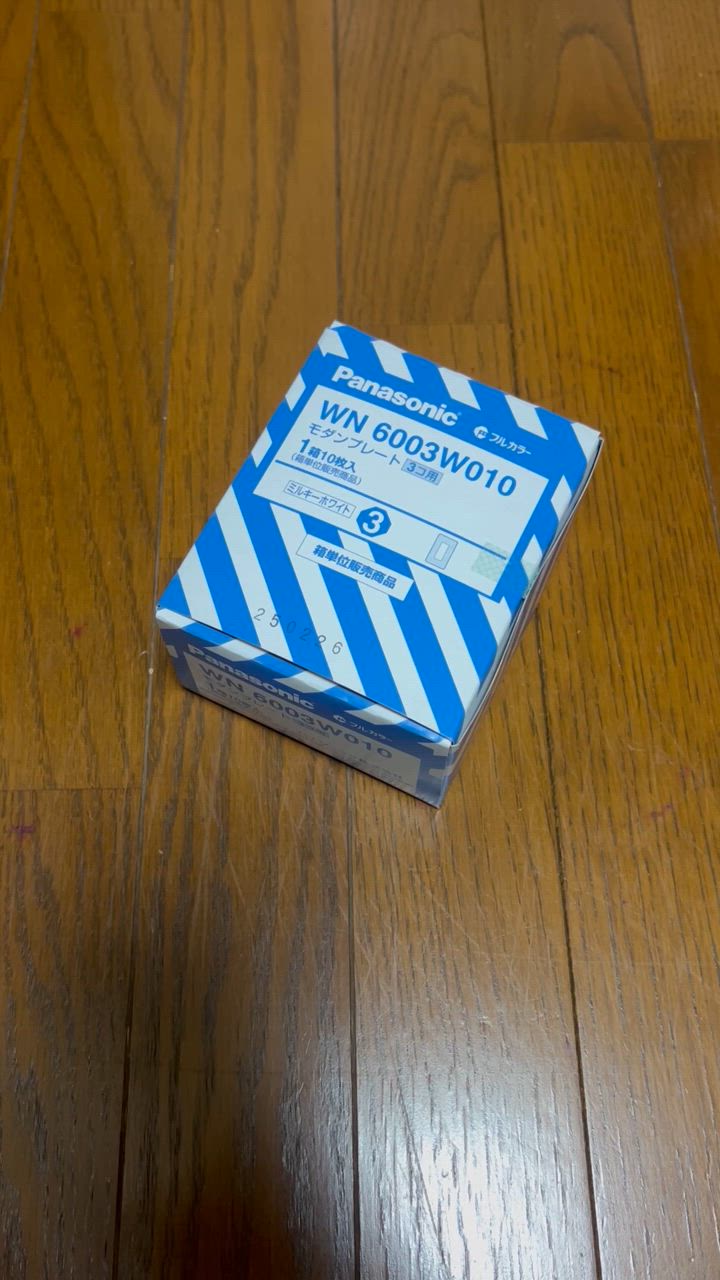 Panasonic
WN 6003W010 フルカラー
モダンプレート 3コ用
1箱10枚入
(箱単位販売商品)
ミルキーホワイト 3
箱単位販売商品
Panasonic
WN 6003W010 フルカラー